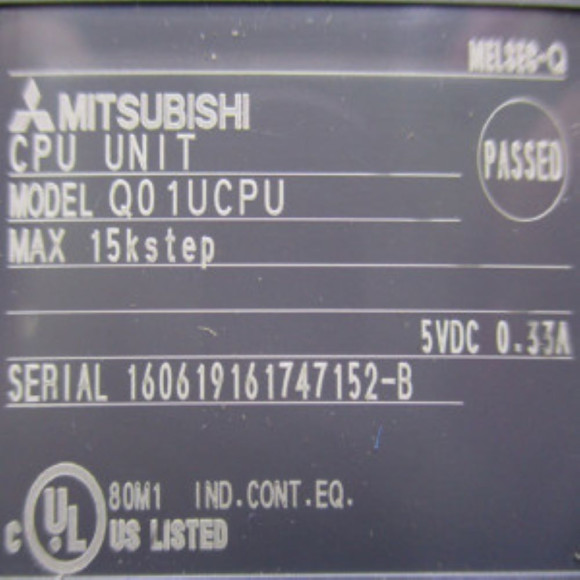 MELSEC-Q
MITSUBISHI
CPU UNIT
PASSED
MODEL Q01UCPU
MAX 15kstep
5VDC 0.33A
SERIAL 160619161747152-B
80M1 IND.CONT.EQ.
C UL US LISTED